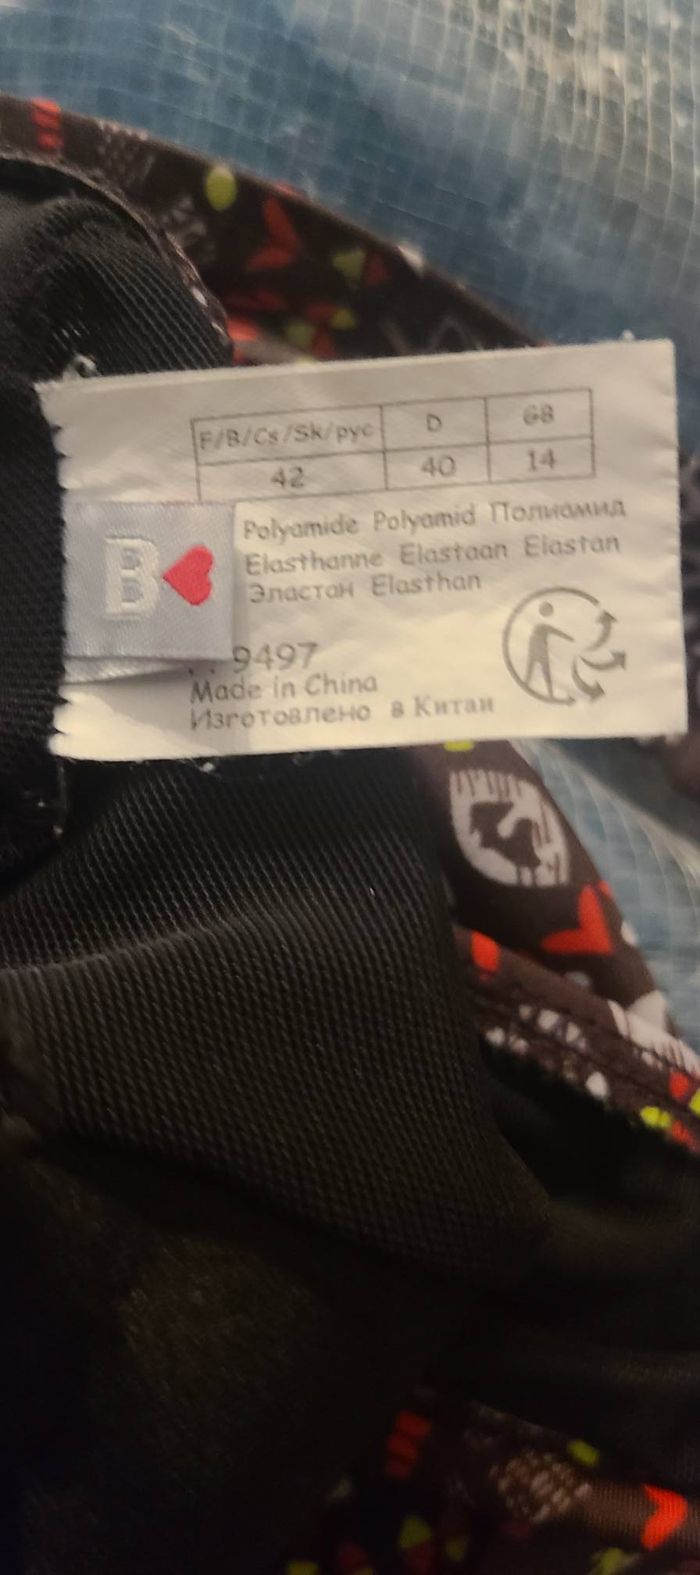 F/B/Cs/Sk/рус D GB
42 40 14
Polyamide Polyamid Полиамид
Elasthanne Elastaan Elastan
Эластан Elasthan
B
9497
Made in China
Изготовлено в Китаи